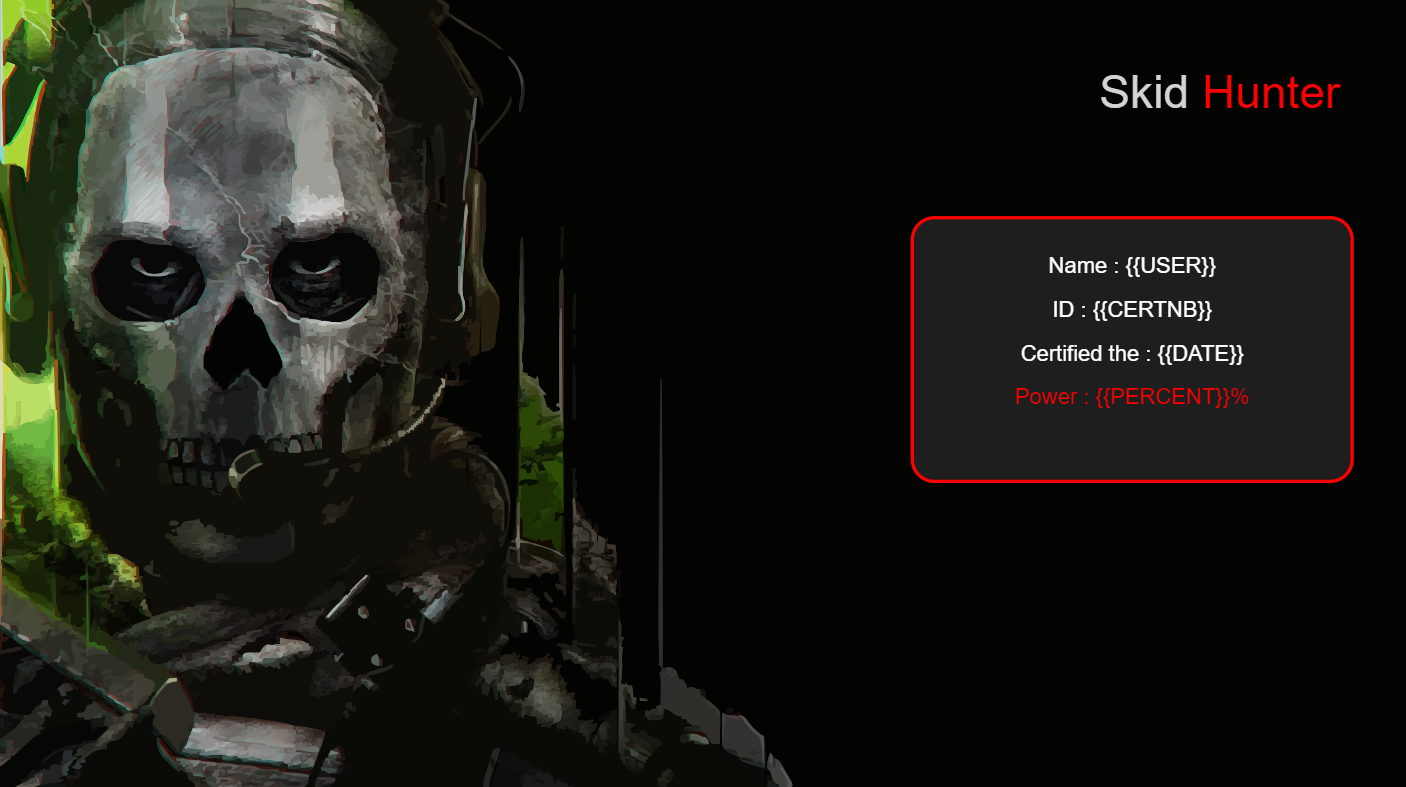 Skid Hunter
Name : {{USER}}
ID : {{CERTNB}}
Certified the : {{DATE}}
Power : {{PERCENT}}%